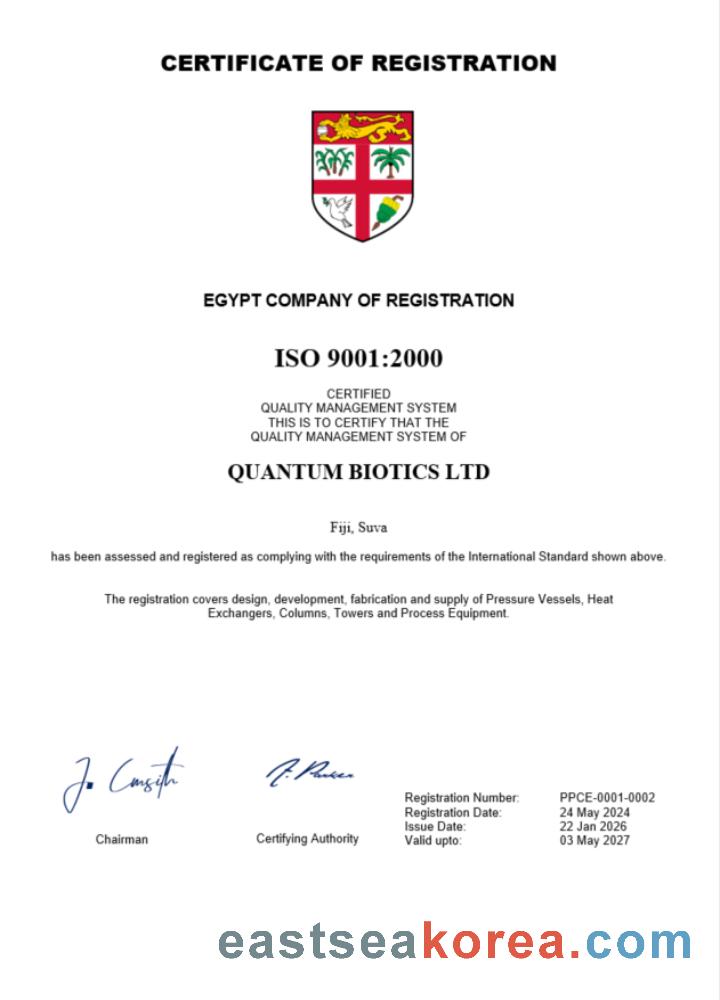 CERTIFICATE OF REGISTRATION
EGYPT COMPANY OF REGISTRATION
ISO 9001:2000
CERTIFIED
QUALITY MANAGEMENT SYSTEM
THIS IS TO CERTIFY THAT THE
QUALITY MANAGEMENT SYSTEM OF
QUANTUM BIOTICS LTD
Fiji, Suva
has been assessed and registered as complying with the requirements of the International Standard shown above.
The registration covers design, development, fabrication and supply of Pressure Vessels, Heat
Exchangers, Columns, Towers and Process Equipment.
Chairman
Certifying Authority
Registration Number: PPCE-0001-0002
Registration Date: 24 May 2024
Issue Date: 22 Jan 2026
Valid upto: 03 May 2027
eastseakorea.com